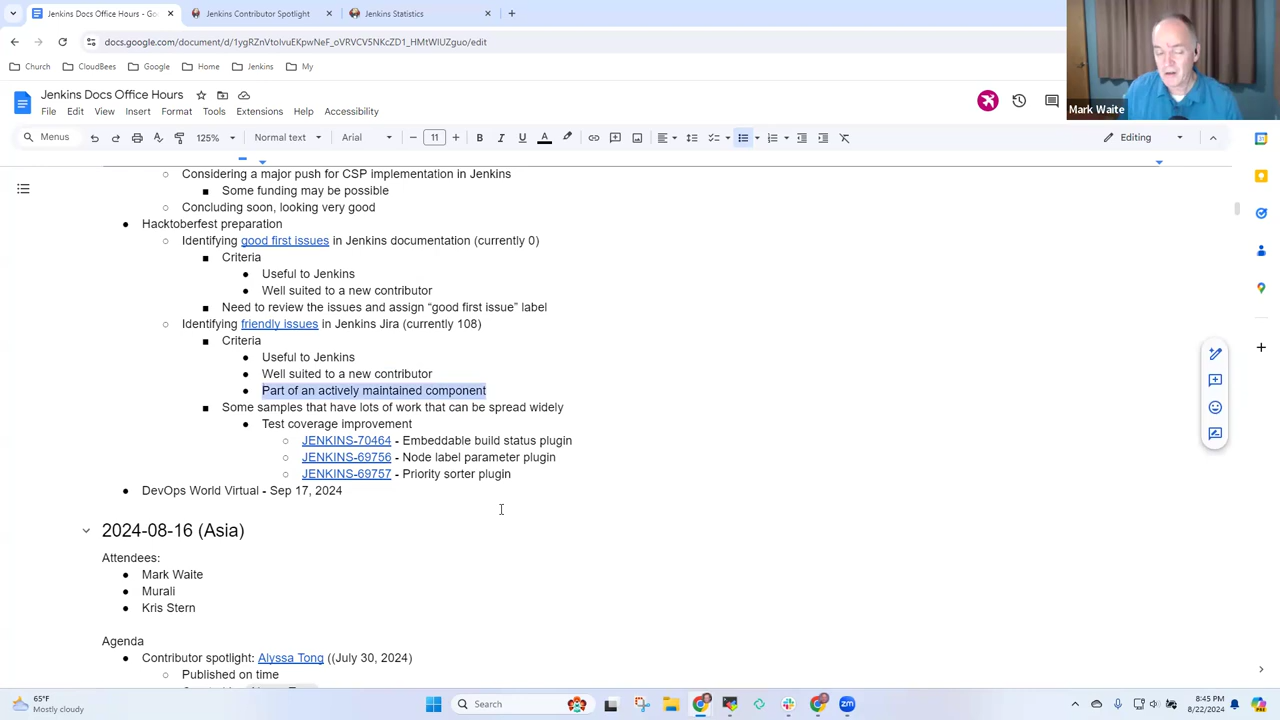 Jenkins Docs Office Hours - Go
Jenkins Contributor Spotlight
Jenkins Statistics
docs.google.com/document/d/1ygRZnVtolvuEKpwNeF_oVRVCV5NKcZD1_HMtWlUZguo/edit
Church
CloudBees
Google
Home
Jenkins
My
Mark Waite
Jenkins Docs Office Hours
File Edit View Insert Format Tools Extensions Help Accessibility
Menus
125%
Normal text
Arial
11
Editing
○ Considering a major push for CSP implementation in Jenkins
■ Some funding may be possible
○ Concluding soon, looking very good
● Hacktoberfest preparation
○ Identifying good first issues in Jenkins documentation (currently 0)
■ Criteria
● Useful to Jenkins
● Well suited to a new contributor
■ Need to review the issues and assign “good first issue” label
○ Identifying friendly issues in Jenkins Jira (currently 108)
■ Criteria
● Useful to Jenkins
● Well suited to a new contributor
● Part of an actively maintained component
■ Some samples that have lots of work that can be spread widely
● Test coverage improvement
○ JENKINS-70464 - Embeddable build status plugin
○ JENKINS-69756 - Node label parameter plugin
○ JENKINS-69757 - Priority sorter plugin
● DevOps World Virtual - Sep 17, 2024
2024-08-16 (Asia)
Attendees:
● Mark Waite
● Murali
● Kris Stern
Agenda
● Contributor spotlight: Alyssa Tong ((July 30, 2024)
○ Published on time
65°F
Mostly cloudy
Search
8:45 PM
8/22/2024